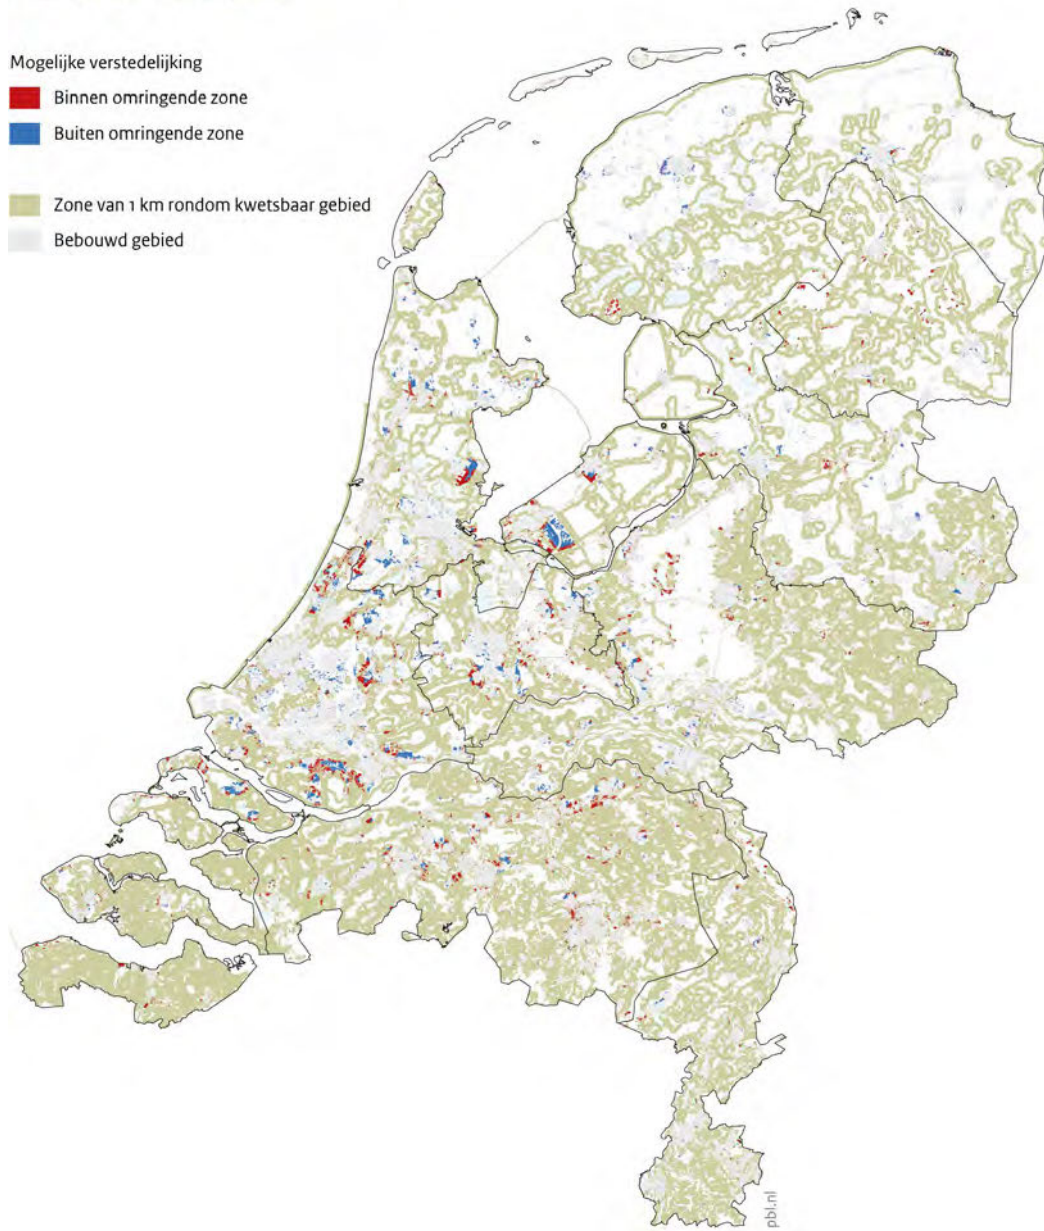 Mogelijke verstedelijking
Binnen omringende zone
Buiten omringende zone
Zone van 1 km rondom kwetsbaar gebied
Bebouwd gebied
pbl.nl